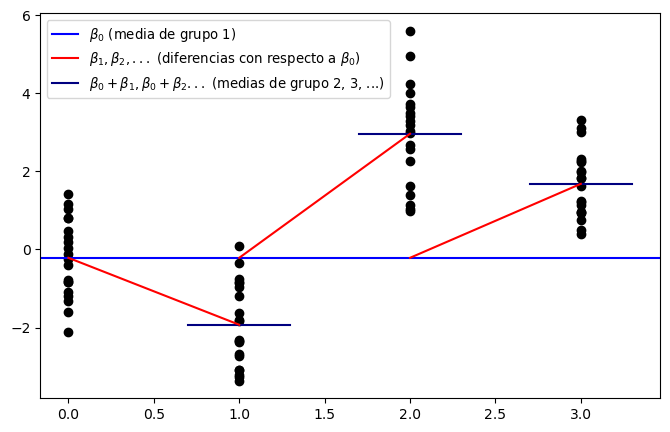 β₀ (media de grupo 1)
β₁, β₂, ... (diferencias con respecto a β₀)
β₀ + β₁, β₀ + β₂... (medias de grupo 2, 3, ...)
6
4
2
0
−2
0.0 0.5 1.0 1.5 2.0 2.5 3.0